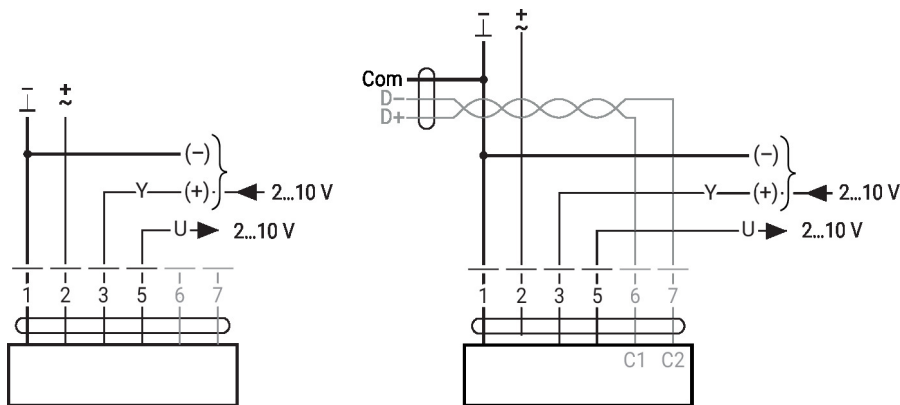 − +
⊥ ~
(−)
Y (+) 2...10 V
U 2...10 V
1 2 3 5 6 7
− +
⊥ ~
Com
D−
D+
(−)
Y (+) 2...10 V
U 2...10 V
1 2 3 5 6 7
C1 C2